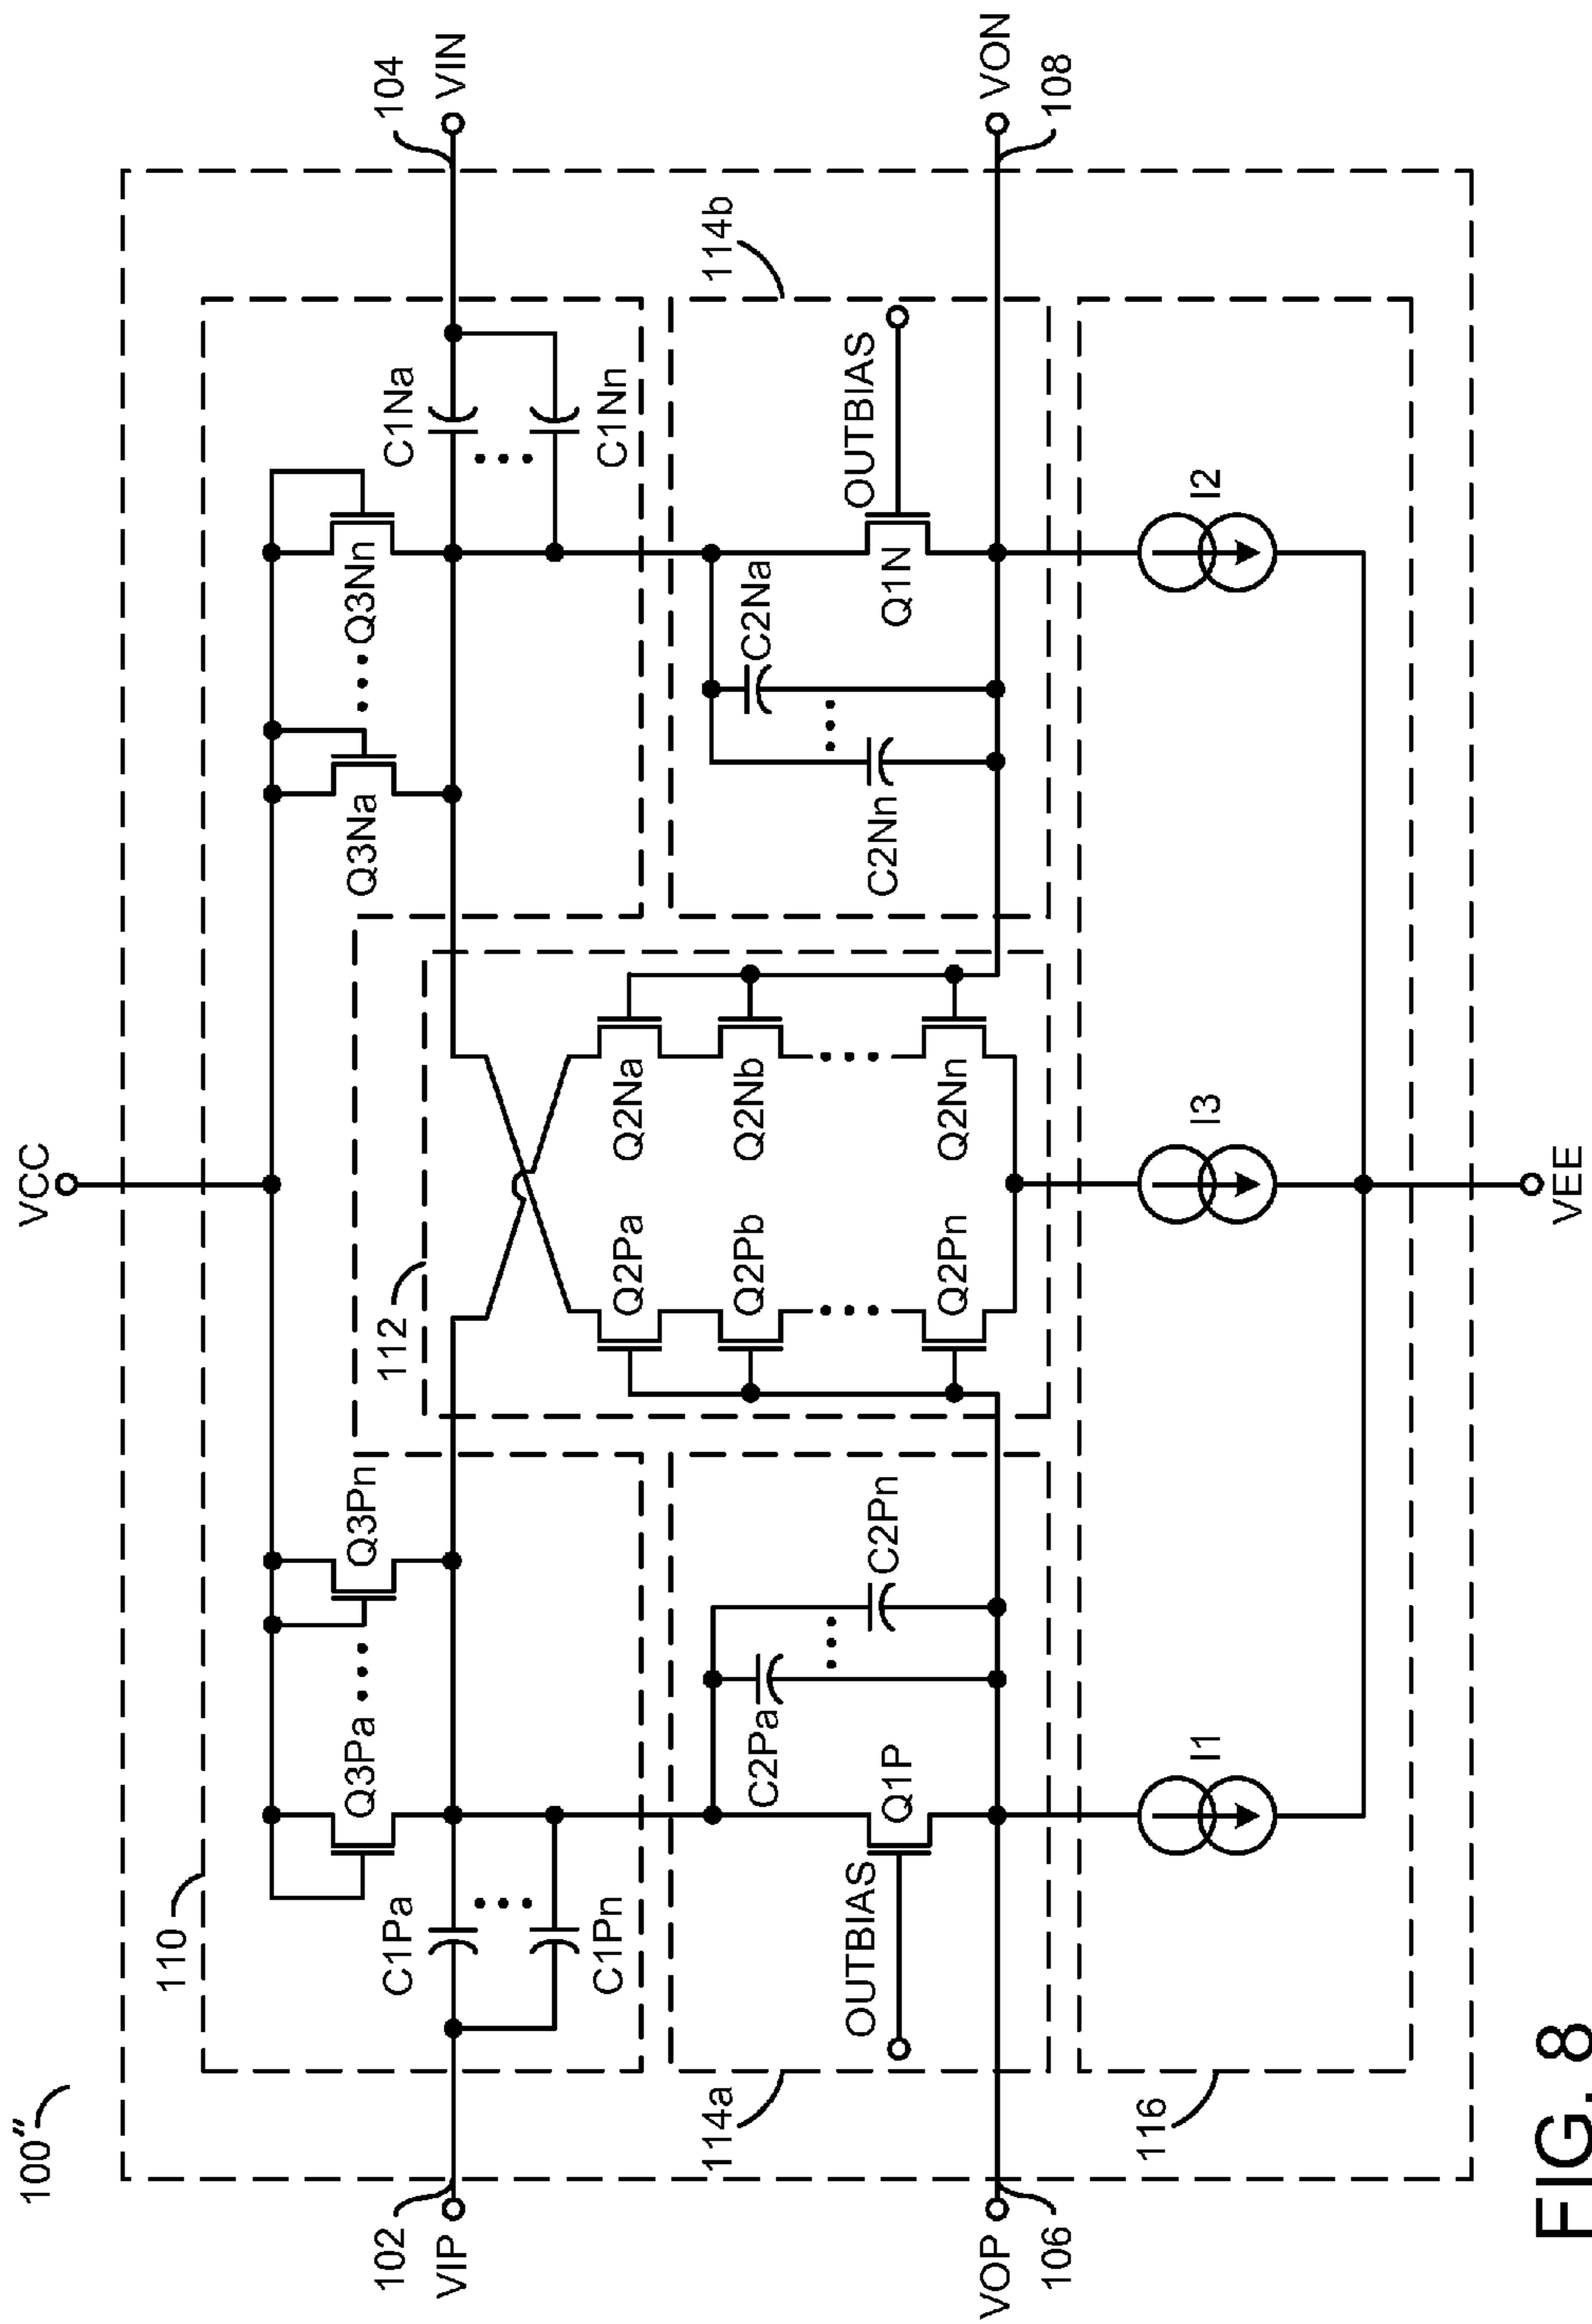 100″
VCC
110
Q3Pa
Q3Pn
Q3Na
Q3Nn
102
VIP
C1Pa
C1Pn
112
C1Na
C1Nn
104
VIN
Q2Pa
Q2Na
Q2Pb
Q2Nb
Q2Pn
Q2Nn
114a
OUTBIAS
Q1P
C2Pa
C2Pn
C2Nn
C2Na
Q1N
OUTBIAS
114b
VOP
106
VON
108
116
I1
I3
I2
VEE
FIG. 8